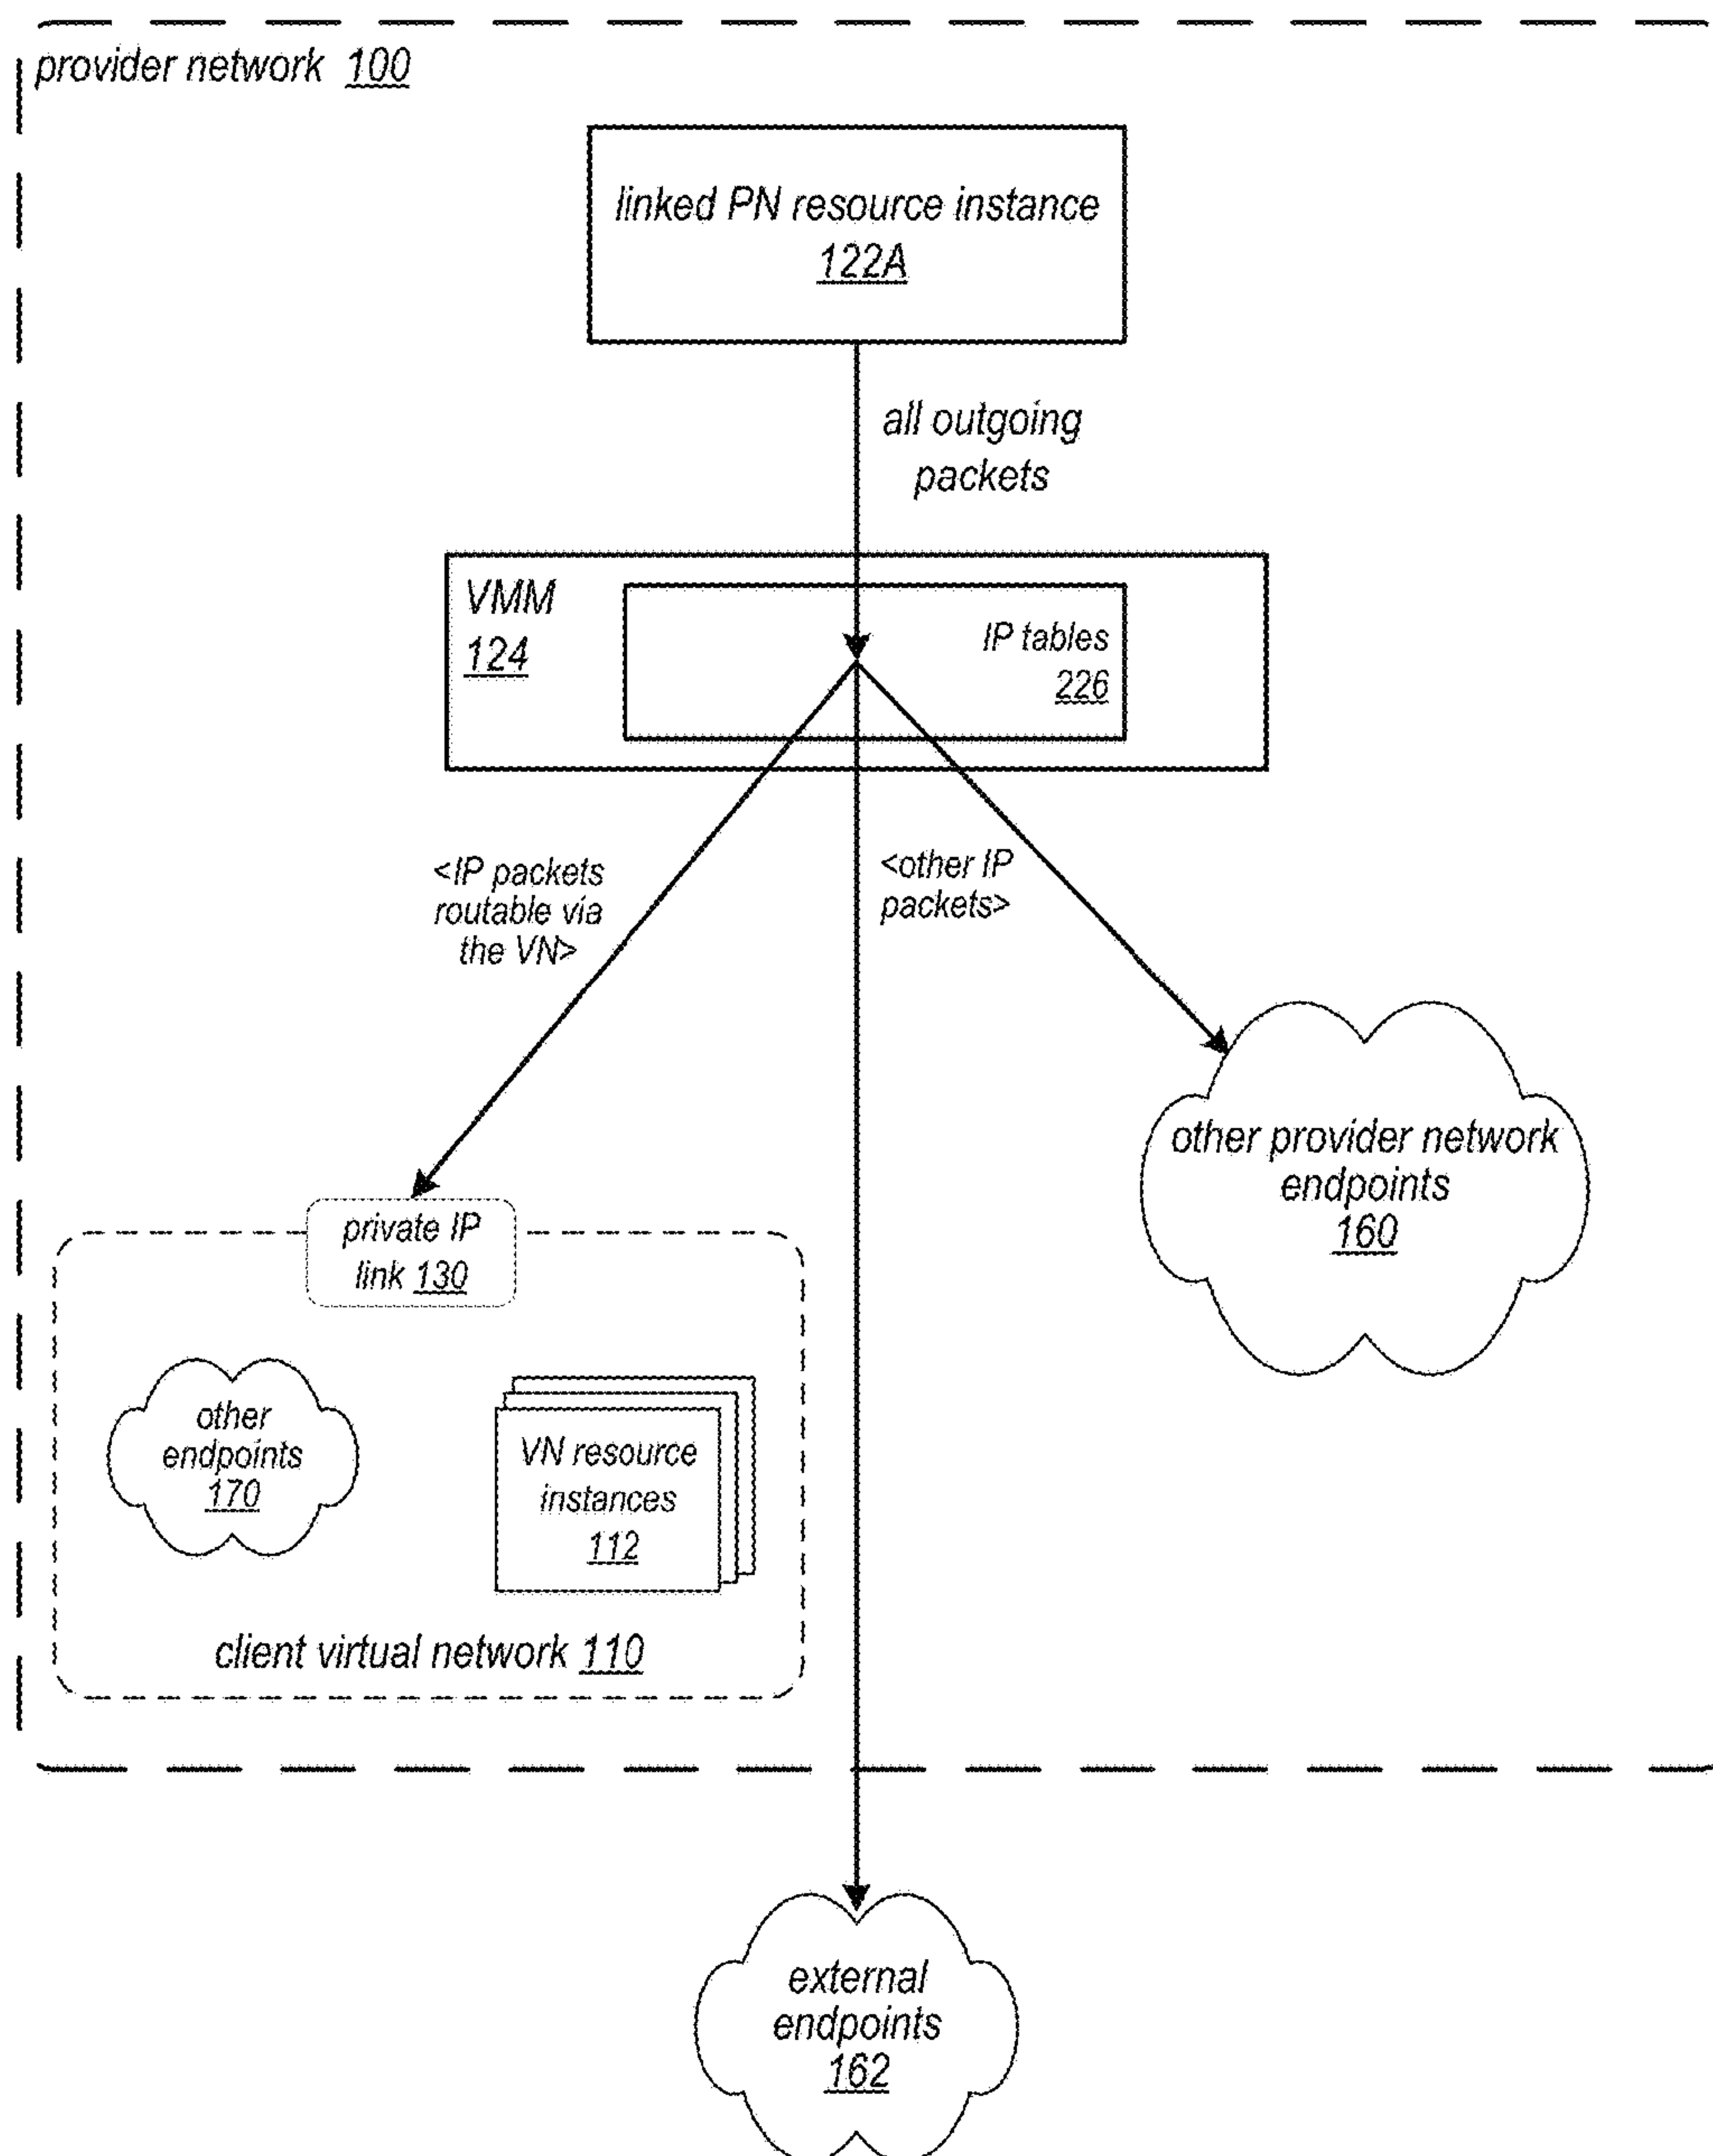 provider network 100
linked PN resource instance
122A
all outgoing
packets
VMM
124
IP tables
226
<IP packets
routable via
the VN>
<other IP
packets>
other provider network
endpoints
160
private IP
link 130
other
endpoints
170
VN resource
instances
112
client virtual network 110
external
endpoints
162